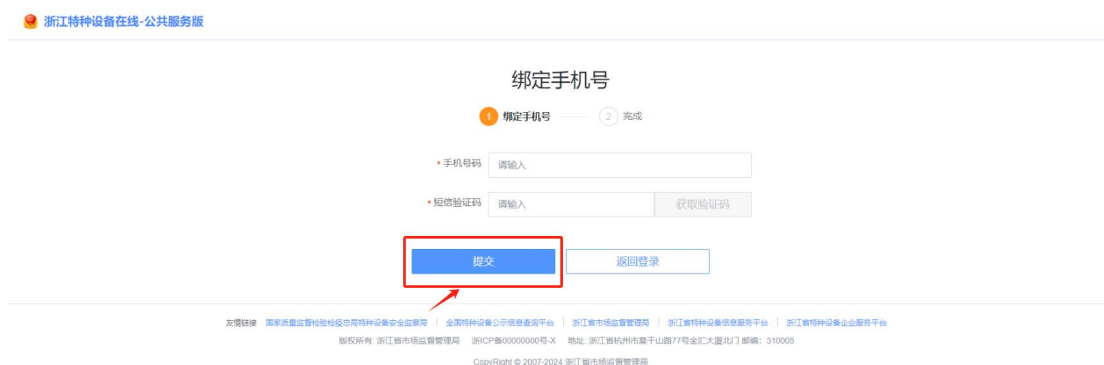 浙江特种设备在线-公共服务版
绑定手机号
1 绑定手机号 2 完成
* 手机号码 请输入
* 短信验证码 请输入 获取验证码
提交 返回登录
友情链接 国家质量监督检验检疫总局特种设备安全监察局 | 全国特种设备公示信息查询平台 | 浙江省市场监督管理局 | 浙江省特种设备信息服务平台 | 浙江省特种设备企业服务平台
版权所有: 浙江省市场监督管理局 浙ICP备00000000号-X 地址: 浙江省杭州市莫干山路77号金汇大厦北门 邮编: 310005
CopyRight © 2007-2024 浙江省市场监督管理局